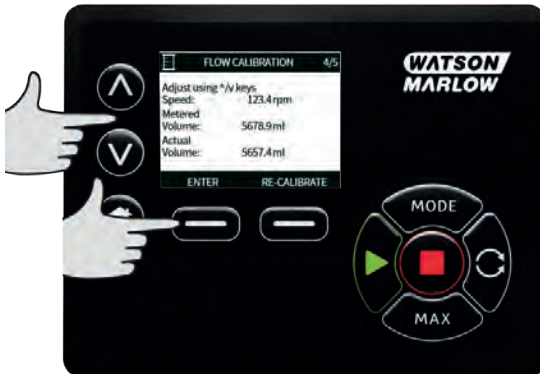 FLOW CALIBRATION 4/5
Adjust using ^/v keys
Speed: 123.4 rpm
Metered
Volume: 5678.9 ml
Actual
Volume: 5657.4 ml
ENTER RE-CALIBRATE
WATSON
MARLOW
MODE
MAX